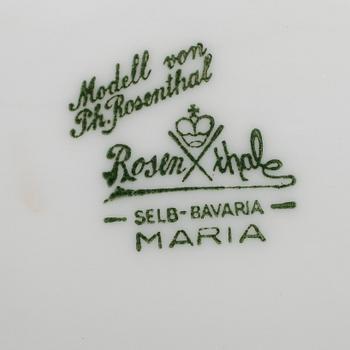 Modell von
Ph. Rosenthal
Rosenthal
SELB-BAVARIA
MARIA